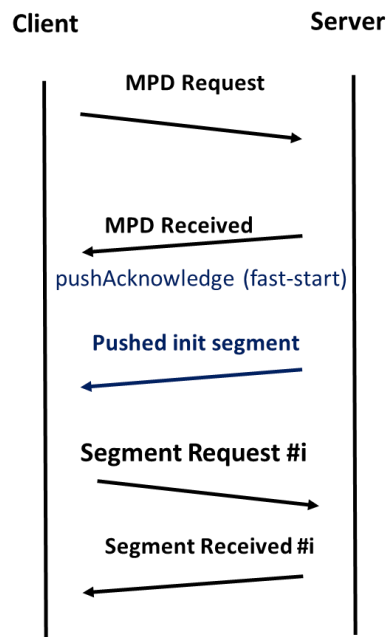 Client
Server
MPD Request
MPD Received
pushAcknowledge (fast-start)
Pushed init segment
Segment Request #i
Segment Received #i